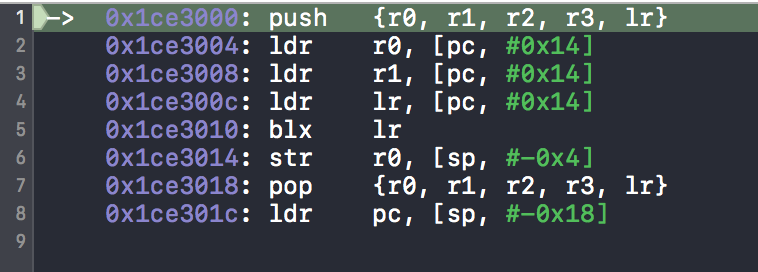 1 -> 0x1ce3000: push {r0, r1, r2, r3, lr}
2 0x1ce3004: ldr r0, [pc, #0x14]
3 0x1ce3008: ldr r1, [pc, #0x14]
4 0x1ce300c: ldr lr, [pc, #0x14]
5 0x1ce3010: blx lr
6 0x1ce3014: str r0, [sp, #-0x4]
7 0x1ce3018: pop {r0, r1, r2, r3, lr}
8 0x1ce301c: ldr pc, [sp, #-0x18]
9